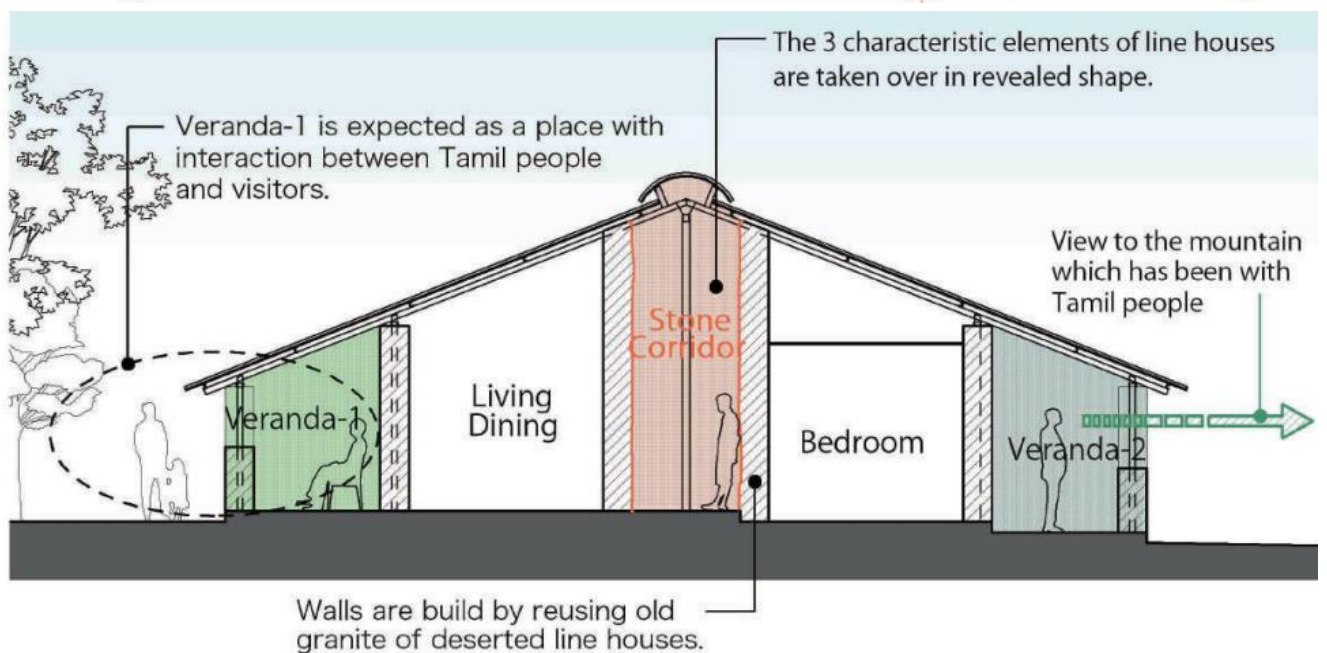 The 3 characteristic elements of line houses
are taken over in revealed shape.
Veranda-1 is expected as a place with
interaction between Tamil people
and visitors.
View to the mountain
which has been with
Tamil people
Stone
Corridor
Veranda-1
Living
Dining
Bedroom
Veranda-2
Walls are build by reusing old
granite of deserted line houses.